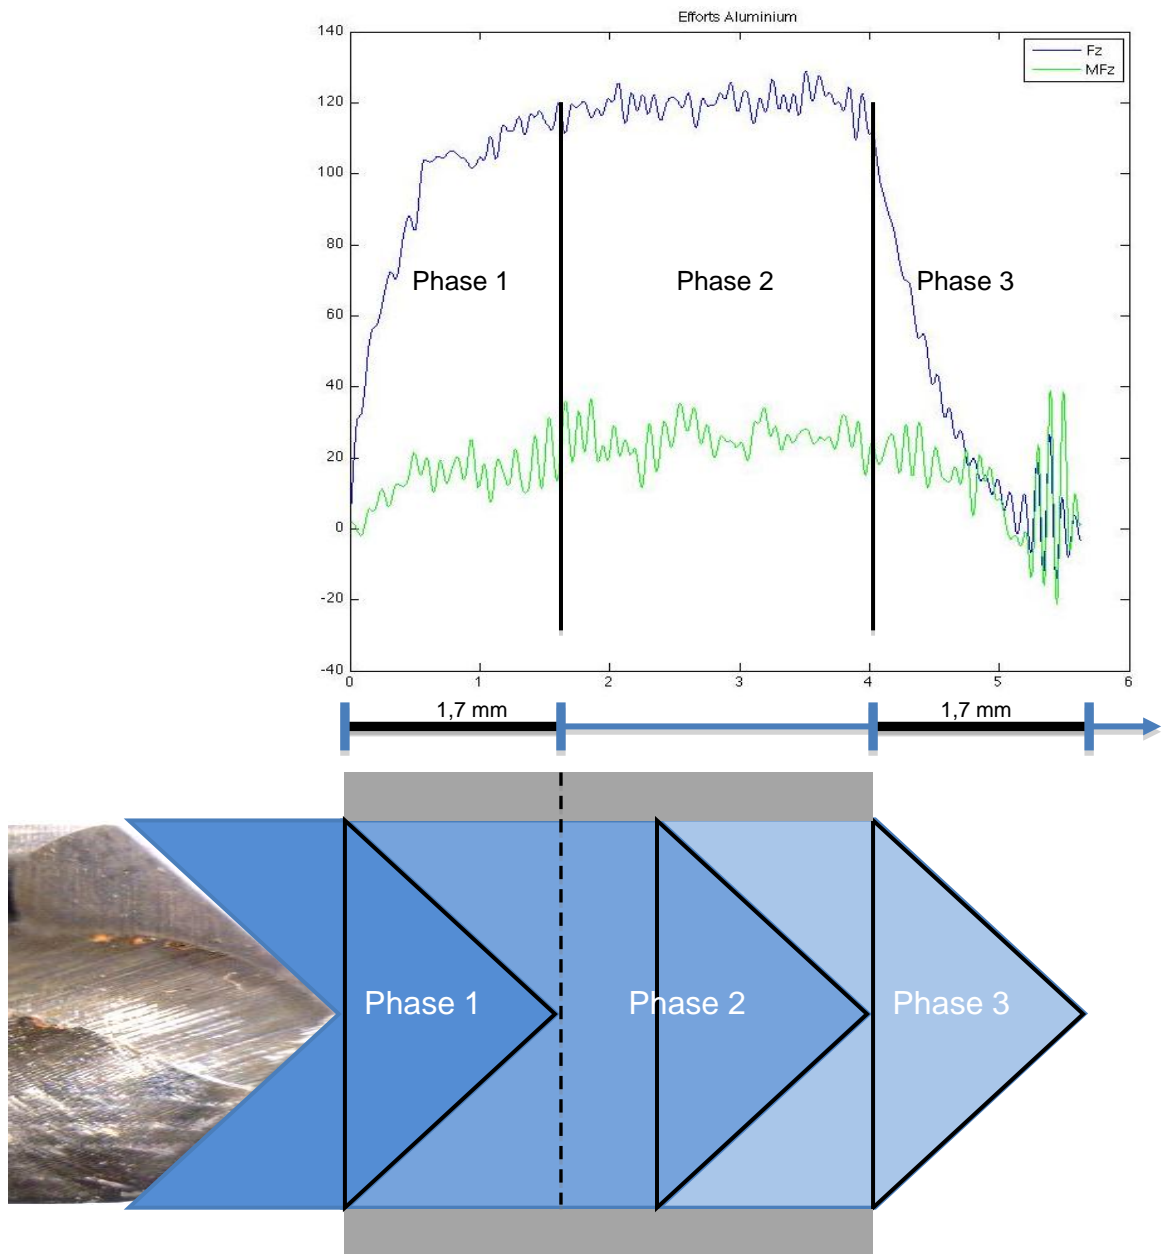 Efforts Aluminium
140
Fz
MFz
120
100
80
Phase 1
Phase 2
Phase 3
60
40
20
0
-20
-40
0 1 2 3 4 5 6
1,7 mm
1,7 mm
Phase 1
Phase 2
Phase 3